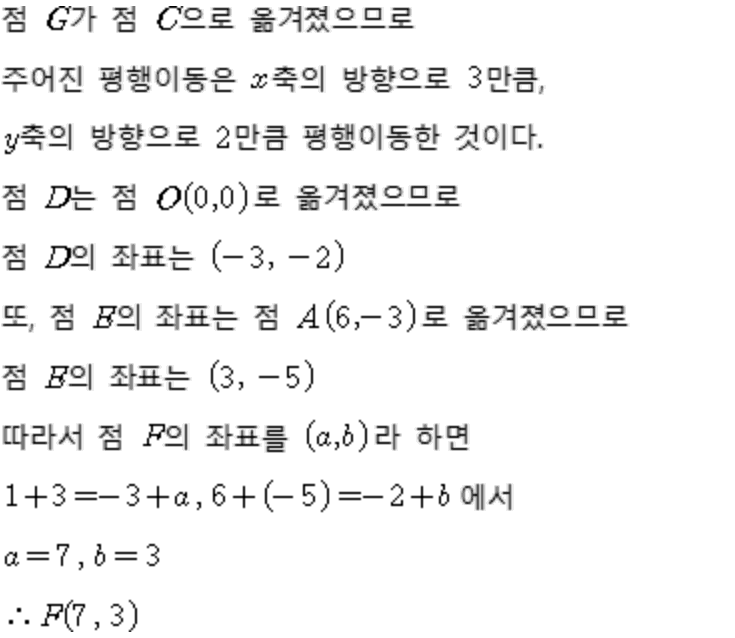 점 G가 점 C으로 옮겨졌으므로
주어진 평행이동은 x축의 방향으로 3만큼,
y축의 방향으로 2만큼 평행이동한 것이다.
점 D는 점 O(0,0)로 옮겨졌으므로
점 D의 좌표는 (−3, −2)
또, 점 E의 좌표는 점 A(6,−3)로 옮겨졌으므로
점 E의 좌표는 (3, −5)
따라서 점 F의 좌표를 (a,b)라 하면
1+3=−3+a, 6+(−5)=−2+b 에서
a=7, b=3
∴ F(7, 3)